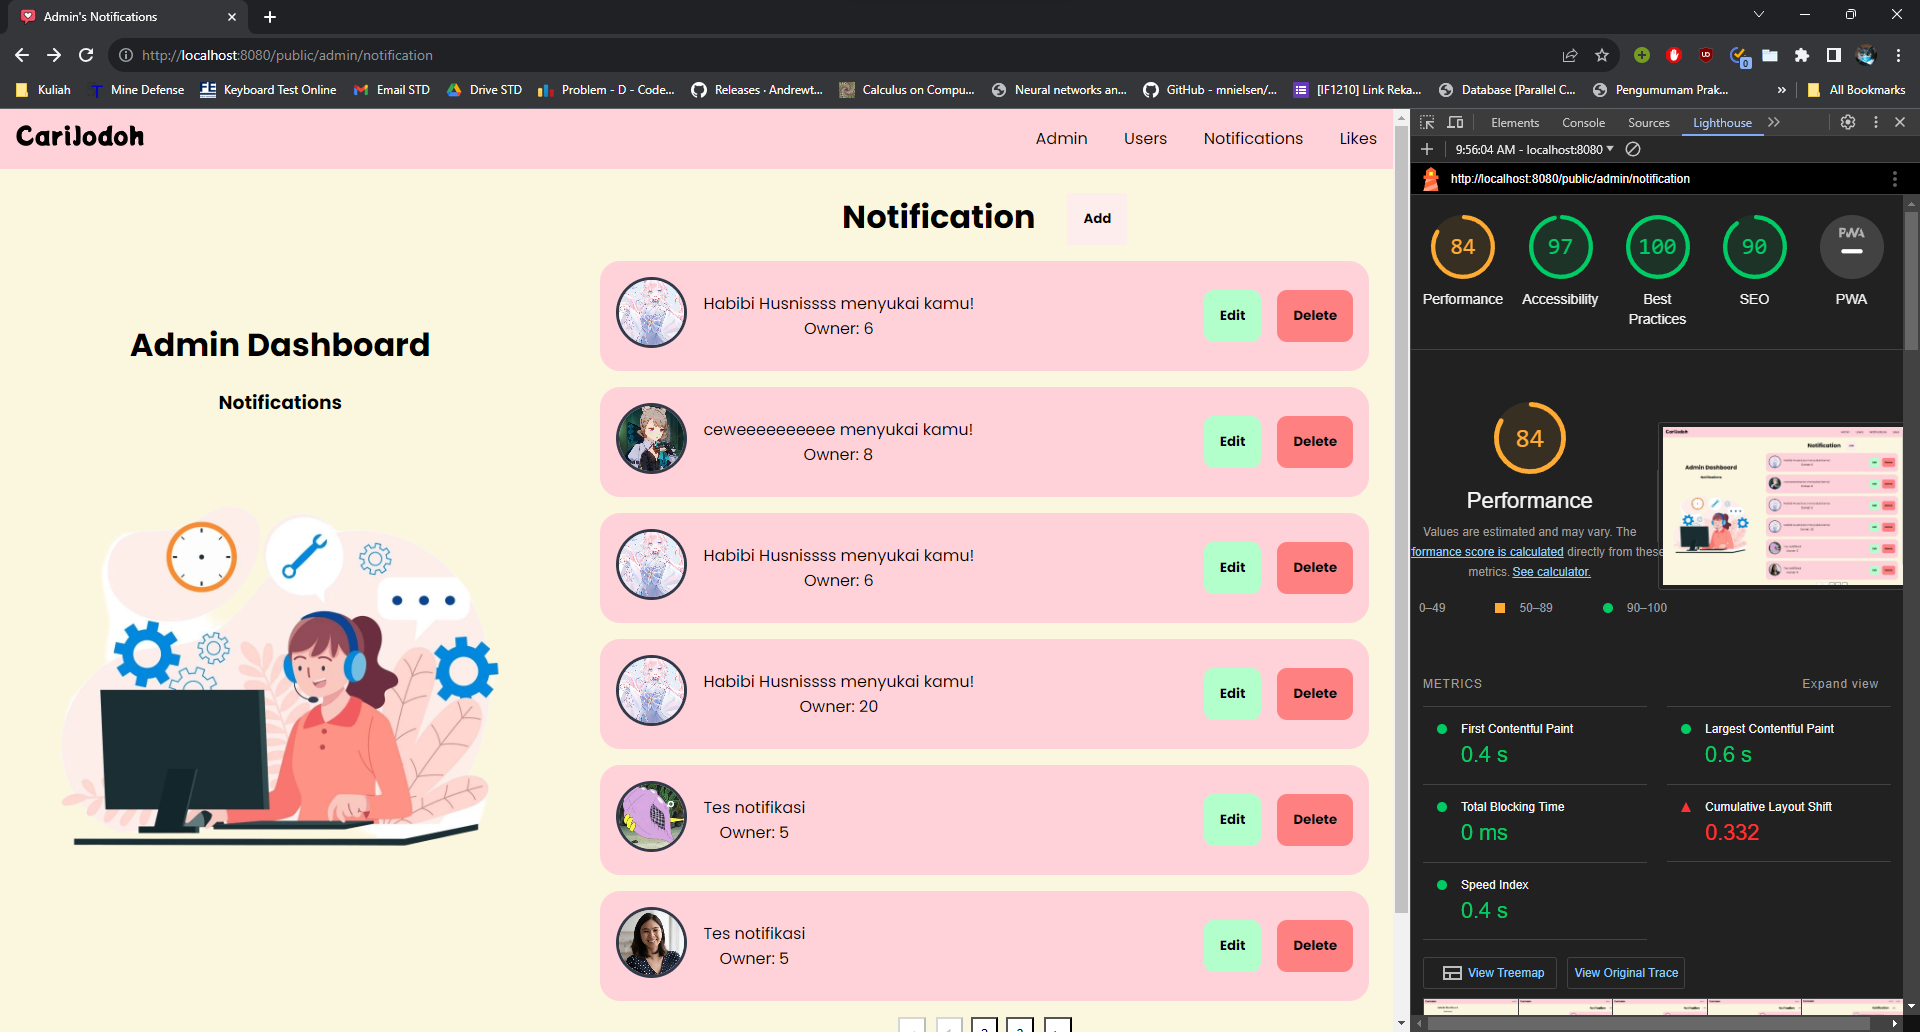 Admin's Notifications
http://localhost:8080/public/admin/notification
0
Kuliah
Mine Defense
Keyboard Test Online
Email STD
Drive STD
Problem - D - Code...
Releases · Andrewt...
Calculus on Compu...
Neural networks an...
GitHub - mnielsen/...
[IF1210] Link Reka...
Database [Parallel C...
Pengumumam Prak...
»
All Bookmarks
CariJodoh
Admin
Users
Notifications
Likes
Admin Dashboard
Notifications
Notification
Add
Habibi Husnissss menyukai kamu!
Owner: 6
Edit
Delete
ceweeeeeeeeee menyukai kamu!
Owner: 8
Edit
Delete
Habibi Husnissss menyukai kamu!
Owner: 6
Edit
Delete
Habibi Husnissss menyukai kamu!
Owner: 20
Edit
Delete
Tes notifikasi
Owner: 5
Edit
Delete
Tes notifikasi
Owner: 5
Edit
Delete
Elements
Console
Sources
Lighthouse
9:56:04 AM - localhost:8080
http://localhost:8080/public/admin/notification
84
97
100
90
PWA
Performance
Accessibility
Best
Practices
SEO
PWA
84
Performance
Values are estimated and may vary. The
formance score is calculated directly from these
metrics. See calculator.
0–49
50–89
90–100
CariJodoh
Notification
Admin Dashboard
Notifications
METRICS
Expand view
First Contentful Paint
0.4 s
Largest Contentful Paint
0.6 s
Total Blocking Time
0 ms
Cumulative Layout Shift
0.332
Speed Index
0.4 s
View Treemap
View Original Trace